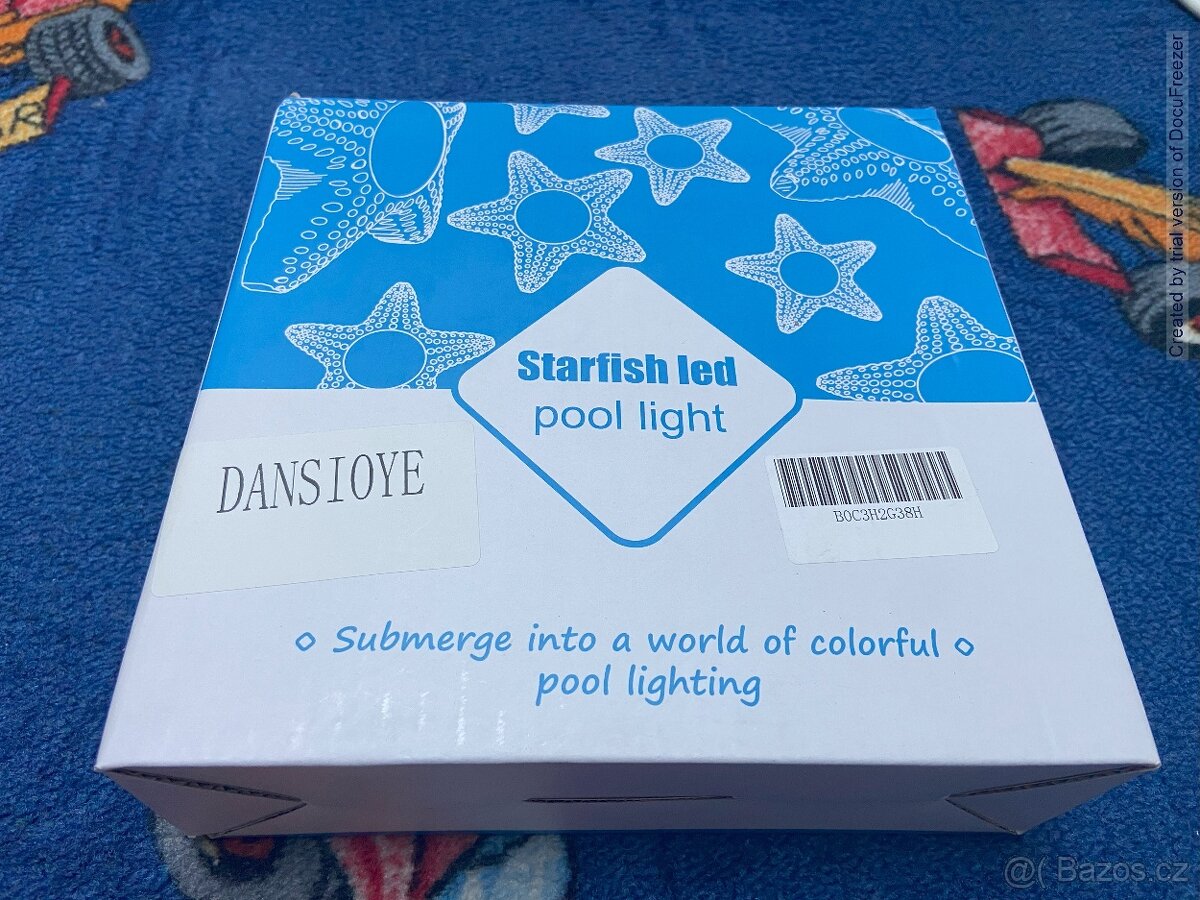 Starfish led
pool light
DANSIOYE
B0C3H2G38H
◇ Submerge into a world of colorful ◇
pool lighting
Created by trial version of DocuFreezer
@( Bazos.cz